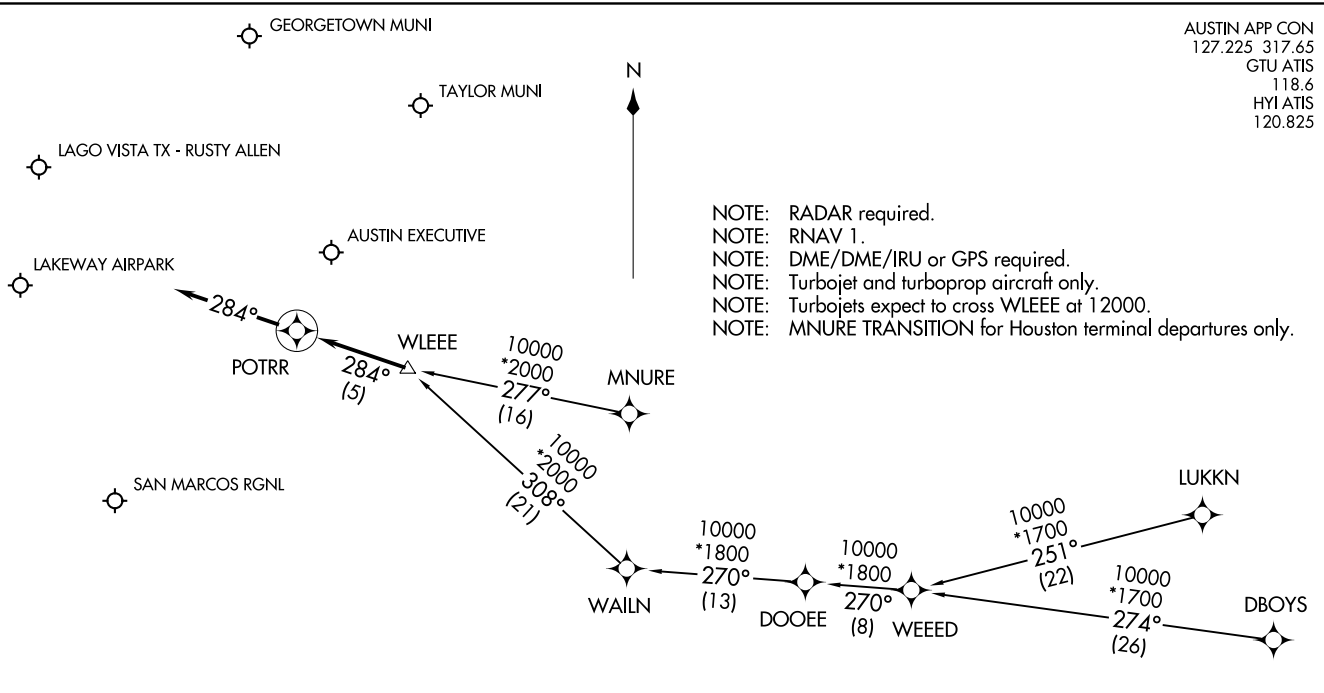 GEORGETOWN MUNI
AUSTIN APP CON
127.225 317.65
GTU ATIS
118.6
HYI ATIS
120.825
N
TAYLOR MUNI
LAGO VISTA TX - RUSTY ALLEN
AUSTIN EXECUTIVE
LAKEWAY AIRPARK
NOTE: RADAR required.
NOTE: RNAV 1.
NOTE: DME/DME/IRU or GPS required.
NOTE: Turbojet and turboprop aircraft only.
NOTE: Turbojets expect to cross WLEEE at 12000.
NOTE: MNURE TRANSITION for Houston terminal departures only.
284°
POTRR
WLEEE
284°
(5)
10000
*2000
277°
(16)
MNURE
10000
*2000
308°
(21)
SAN MARCOS RGNL
WAILN
10000
*1800
270°
(13)
DOOEE
10000
*1800
270°
(8)
WEEED
LUKKN
10000
*1700
251°
(22)
10000
*1700
274°
(26)
DBOYS